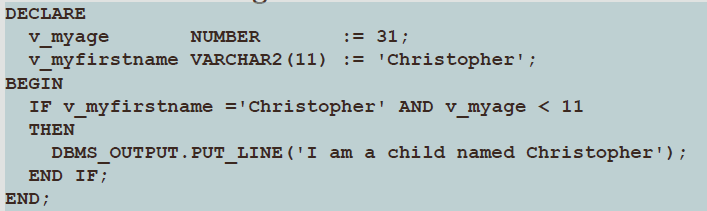 DECLARE
v_myage NUMBER := 31;
v_myfirstname VARCHAR2(11) := 'Christopher';
BEGIN
IF v_myfirstname ='Christopher' AND v_myage < 11
THEN
DBMS_OUTPUT.PUT_LINE('I am a child named Christopher');
END IF;
END;